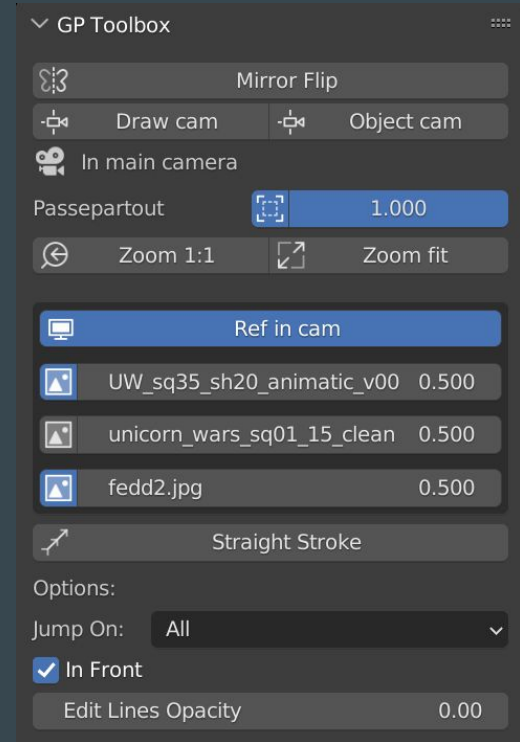 GP Toolbox
Mirror Flip
Draw cam Object cam
In main camera
Passepartout 1.000
Zoom 1:1 Zoom fit
Ref in cam
UW_sq35_sh20_animatic_v00 0.500
unicorn_wars_sq01_15_clean 0.500
fedd2.jpg 0.500
Straight Stroke
Options:
Jump On: All
In Front
Edit Lines Opacity 0.00